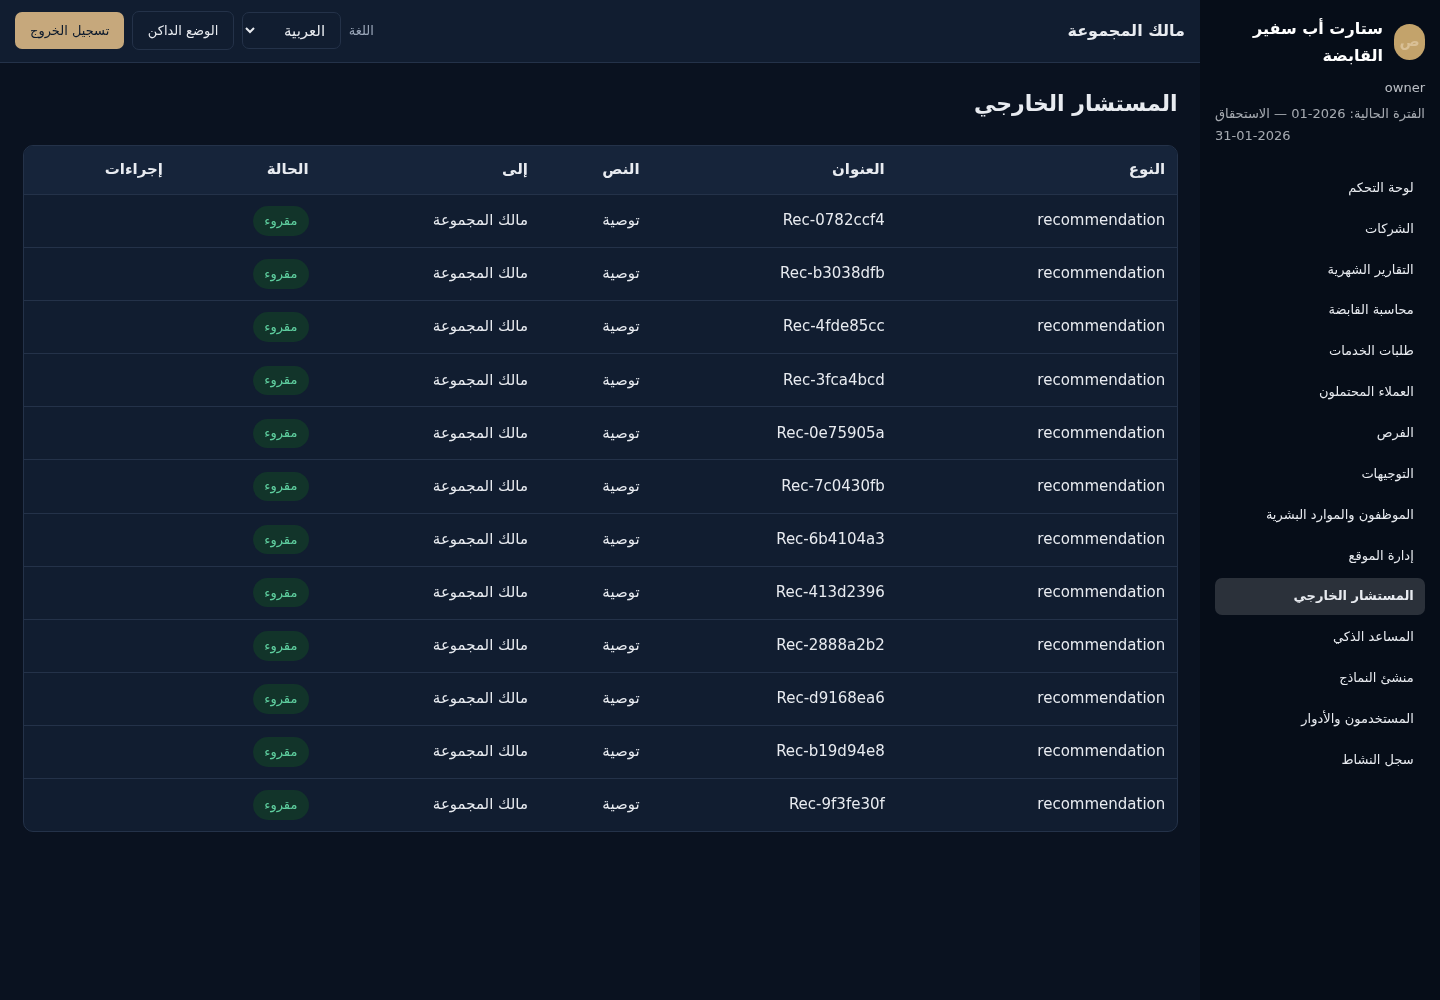 ص
ستارت أب سفير
القابضة
owner
الفترة الحالية: 2026-01 — الاستحقاق
31-01-2026
لوحة التحكم
الشركات
التقارير الشهرية
محاسبة القابضة
طلبات الخدمات
العملاء المحتملون
الفرص
التوجيهات
الموظفون والموارد البشرية
إدارة الموقع
المستشار الخارجي
المساعد الذكي
منشئ النماذج
المستخدمون والأدوار
سجل النشاط
مالك المجموعة اللغة العربية الوضع الداكن تسجيل الخروج
المستشار الخارجي
النوع العنوان النص إلى الحالة إجراءات
recommendation Rec-0782ccf4 توصية مالك المجموعة مقروء
recommendation Rec-b3038dfb توصية مالك المجموعة مقروء
recommendation Rec-4fde85cc توصية مالك المجموعة مقروء
recommendation Rec-3fca4bcd توصية مالك المجموعة مقروء
recommendation Rec-0e75905a توصية مالك المجموعة مقروء
recommendation Rec-7c0430fb توصية مالك المجموعة مقروء
recommendation Rec-6b4104a3 توصية مالك المجموعة مقروء
recommendation Rec-413d2396 توصية مالك المجموعة مقروء
recommendation Rec-2888a2b2 توصية مالك المجموعة مقروء
recommendation Rec-d9168ea6 توصية مالك المجموعة مقروء
recommendation Rec-b19d94e8 توصية مالك المجموعة مقروء
recommendation Rec-9f3fe30f توصية مالك المجموعة مقروء